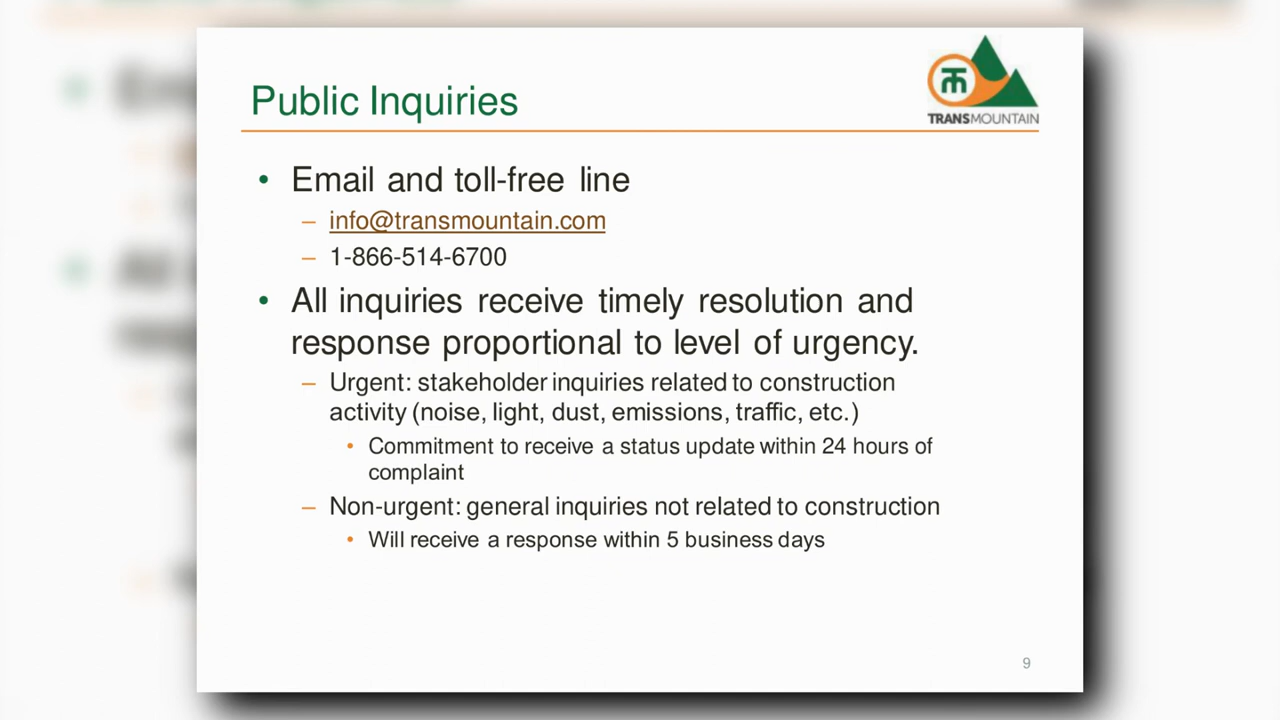 TRANSMOUNTAIN
Public Inquiries
• Email and toll-free line
– info@transmountain.com
– 1-866-514-6700
• All inquiries receive timely resolution and
response proportional to level of urgency.
– Urgent: stakeholder inquiries related to construction
activity (noise, light, dust, emissions, traffic, etc.)
• Commitment to receive a status update within 24 hours of
complaint
– Non-urgent: general inquiries not related to construction
• Will receive a response within 5 business days
9